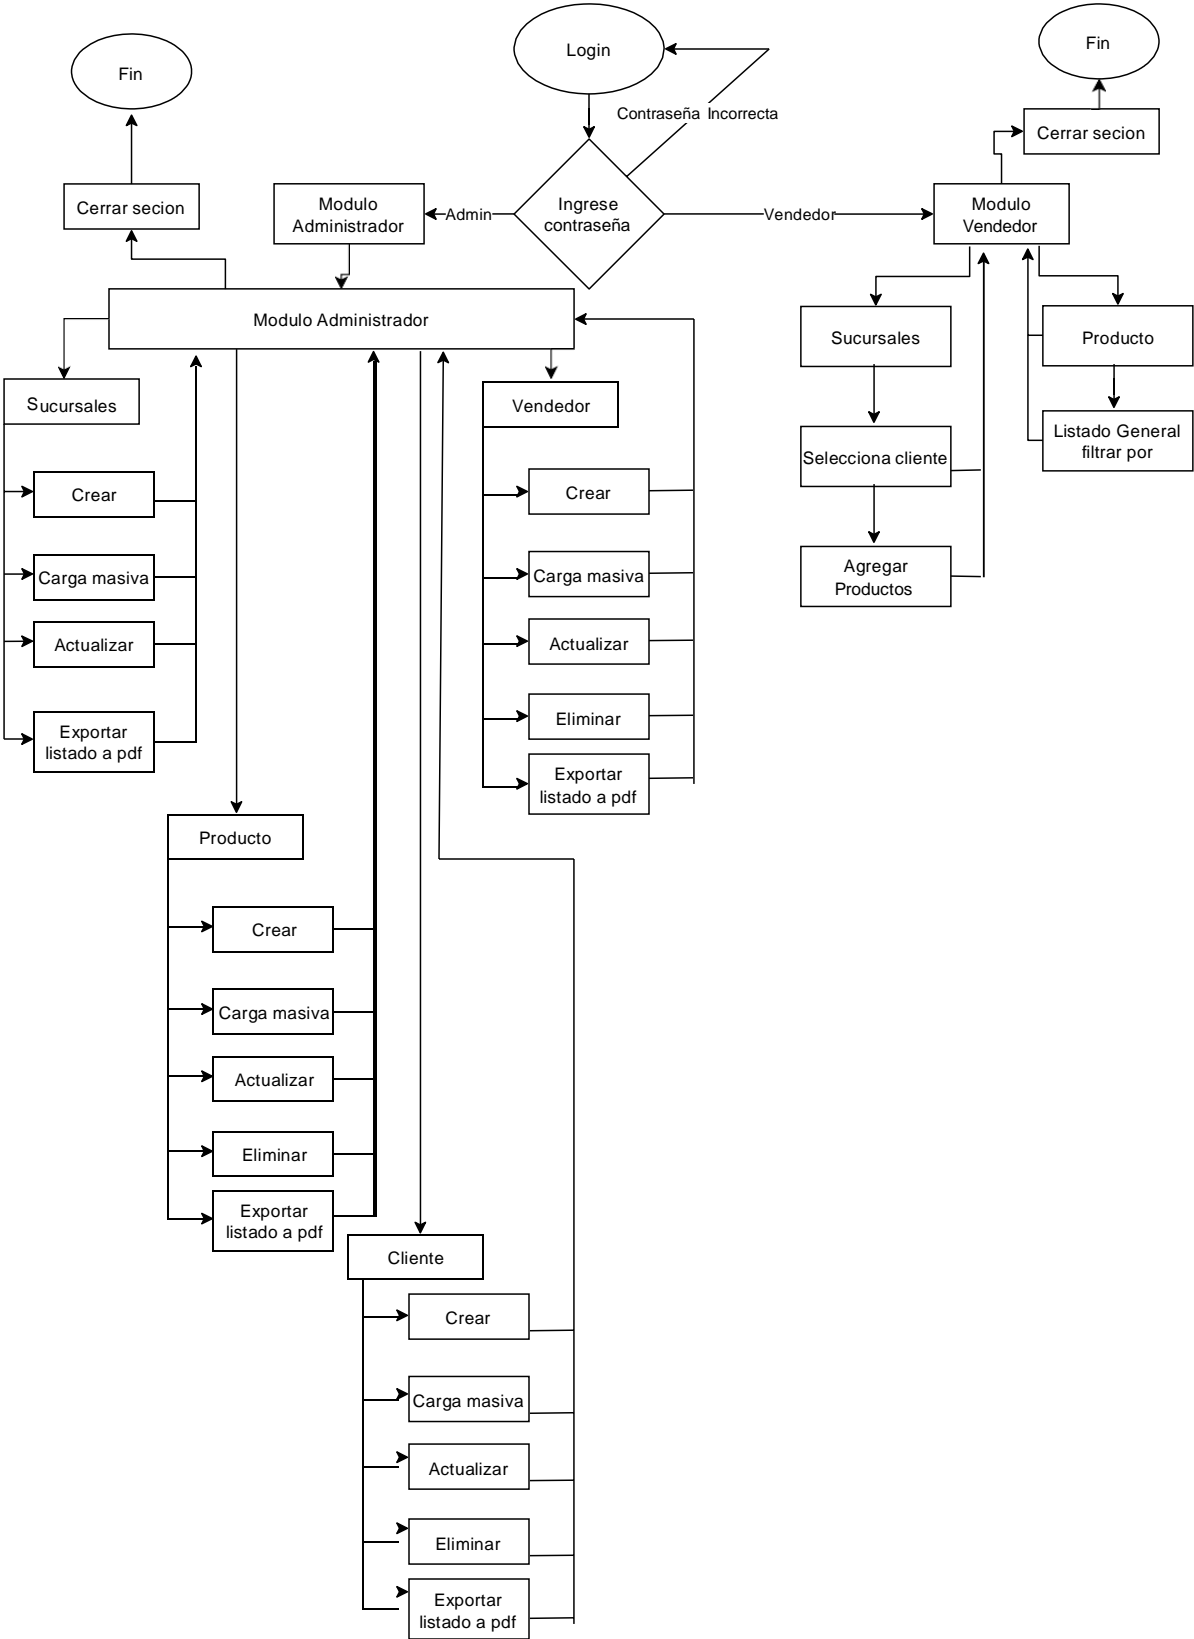 Login
Fin
Fin
Contraseña Incorrecta
Cerrar secion
Cerrar secion
Modulo
Administrador
Admin
Ingrese
contraseña
Vendedor
Modulo
Vendedor
Modulo Administrador
Sucursales
Crear
Carga masiva
Actualizar
Exportar
listado a pdf
Vendedor
Crear
Carga masiva
Actualizar
Eliminar
Exportar
listado a pdf
Sucursales
Selecciona cliente
Agregar
Productos
Producto
Listado General
filtrar por
Producto
Crear
Carga masiva
Actualizar
Eliminar
Exportar
listado a pdf
Cliente
Crear
Carga masiva
Actualizar
Eliminar
Exportar
listado a pdf